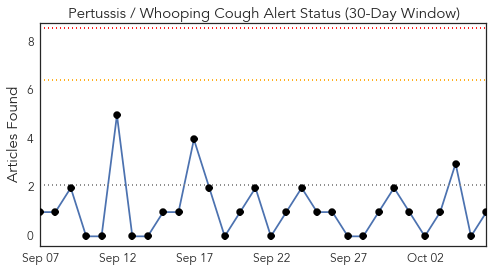 Pertussis / Whooping Cough Alert Status (30-Day Window)
Articles Found
8
6
4
2
0
Sep 07 Sep 12 Sep 17 Sep 22 Sep 27 Oct 02